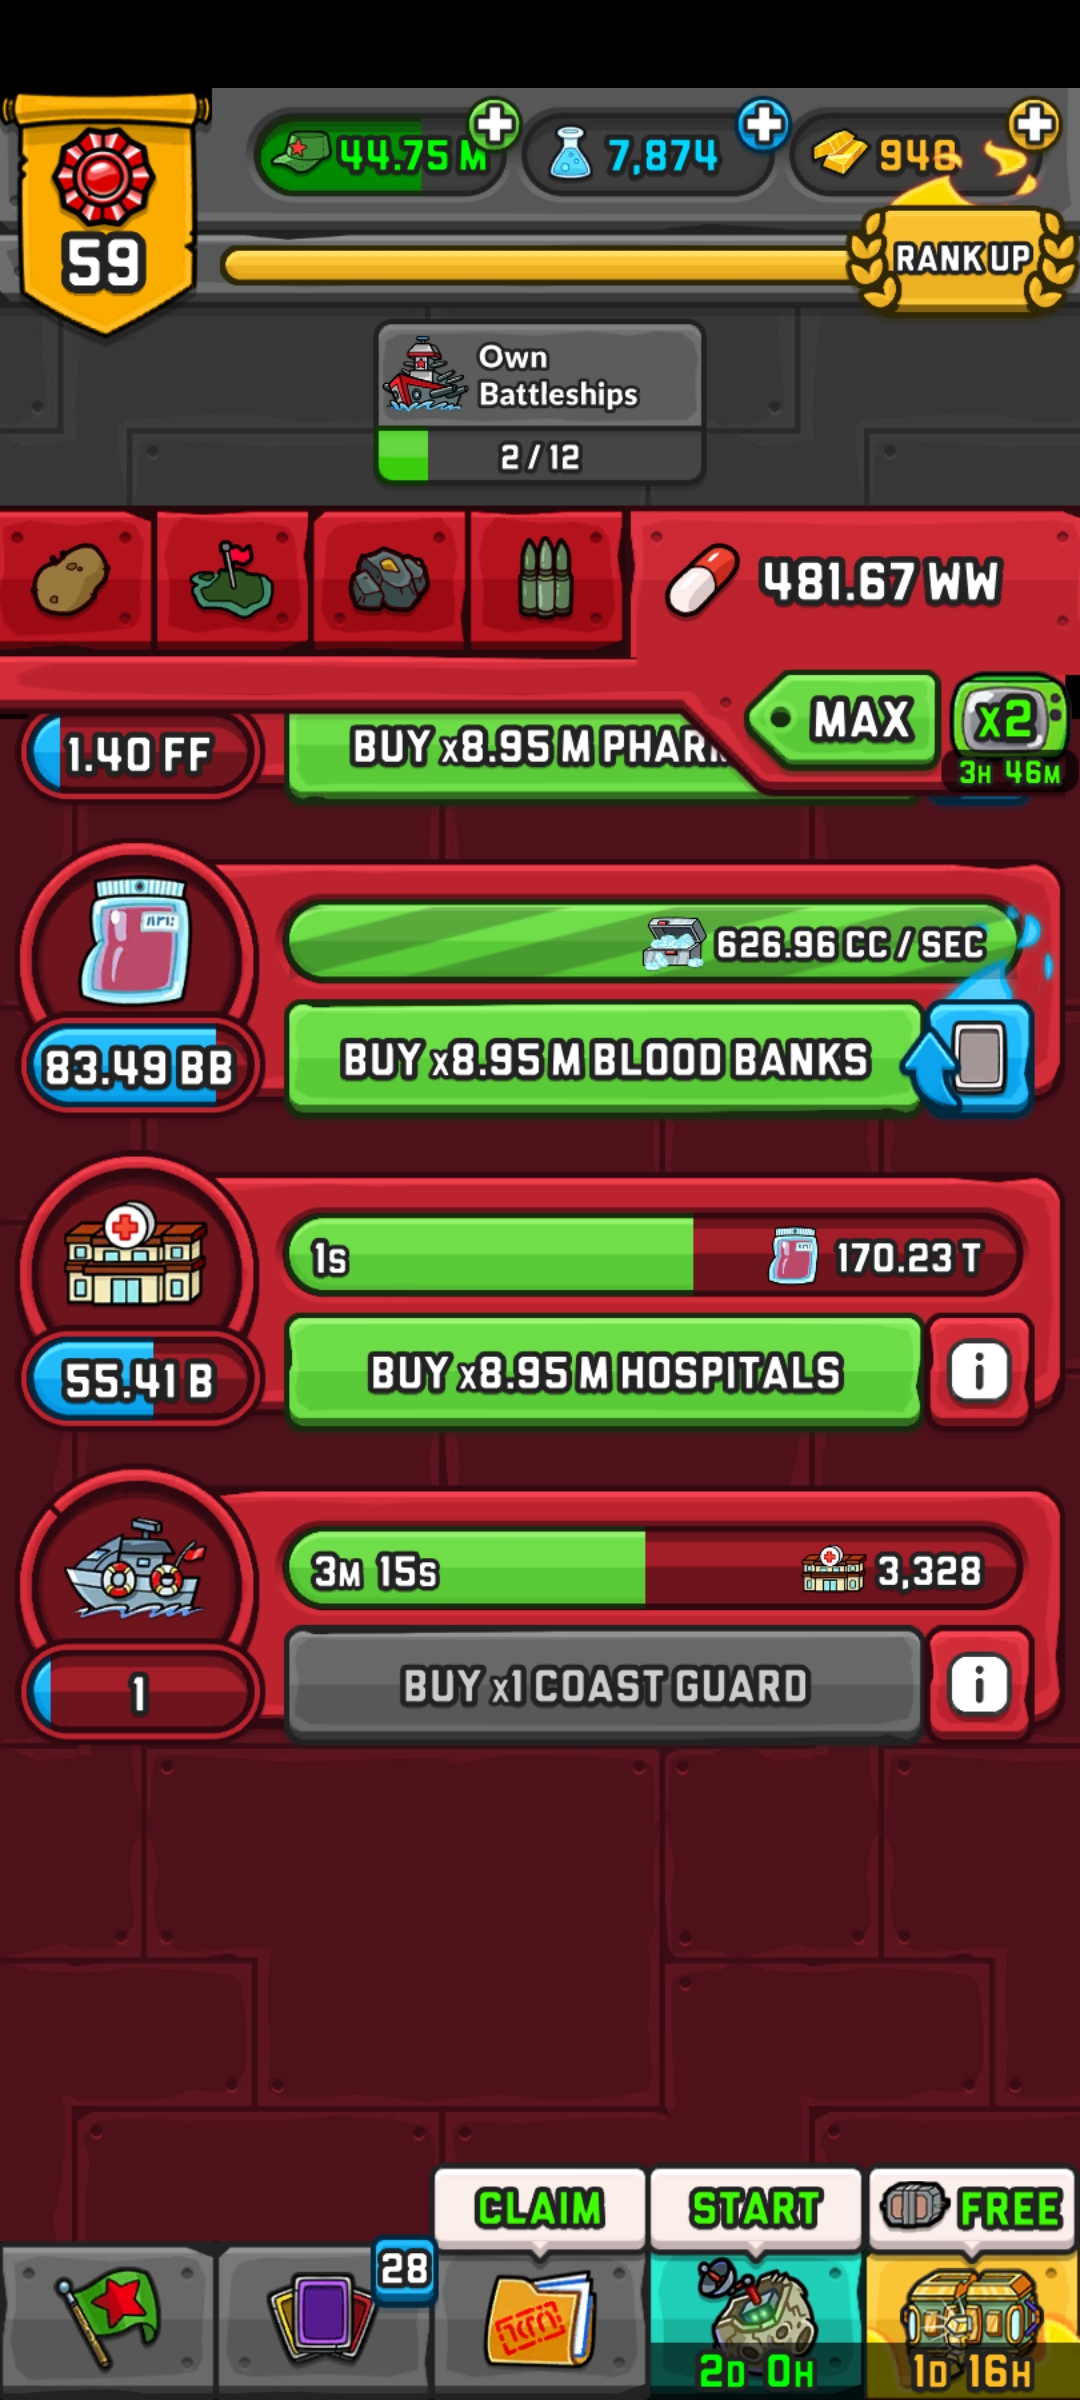 44.75 M
7,874
948
59
RANK UP
Own
Battleships
2 / 12
481.67 WW
MAX
x2
3H 46M
1.40 FF
BUY x8.95 M PHAR
626.96 CC / SEC
83.49 BB
BUY x8.95 M BLOOD BANKS
1S
170.23 T
55.41 B
BUY x8.95 M HOSPITALS
i
3M 15S
3,328
1
BUY x1 COAST GUARD
i
CLAIM
START
FREE
28
2D 0H
1D 16H